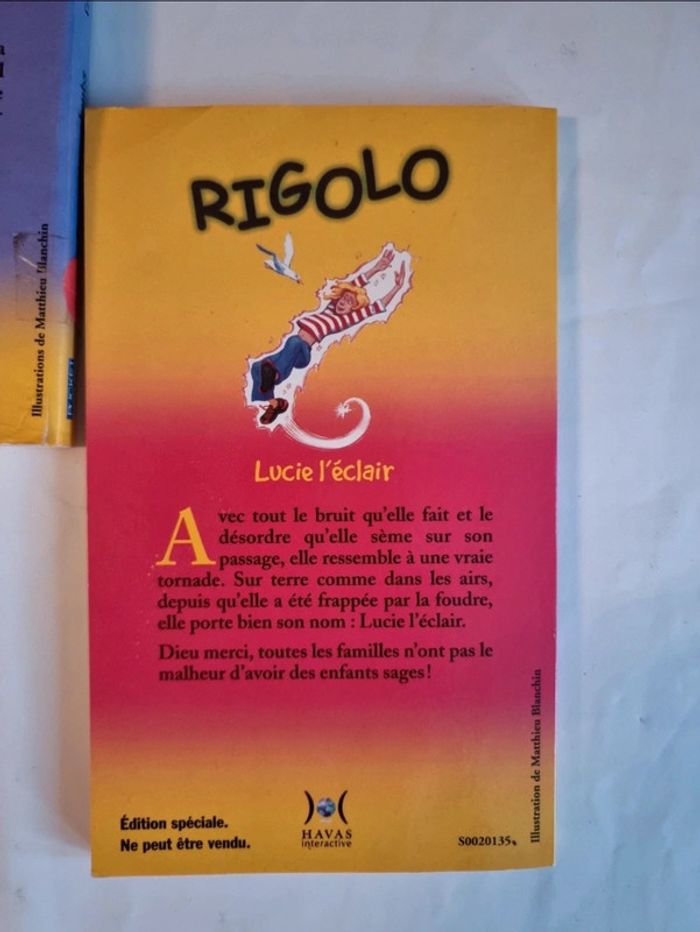 RIGOLO
Lucie l'éclair
Avec tout le bruit qu'elle fait et le
désordre qu'elle sème sur son
passage, elle ressemble à une vraie
tornade. Sur terre comme dans les airs,
depuis qu'elle a été frappée par la foudre,
elle porte bien son nom : Lucie l'éclair.
Dieu merci, toutes les familles n'ont pas le
malheur d'avoir des enfants sages !
Édition spéciale.
Ne peut être vendu.
HAVAS
interactive
S0020135
Illustration de Matthieu Blanchin
Illustrations de Matthieu Blanchin